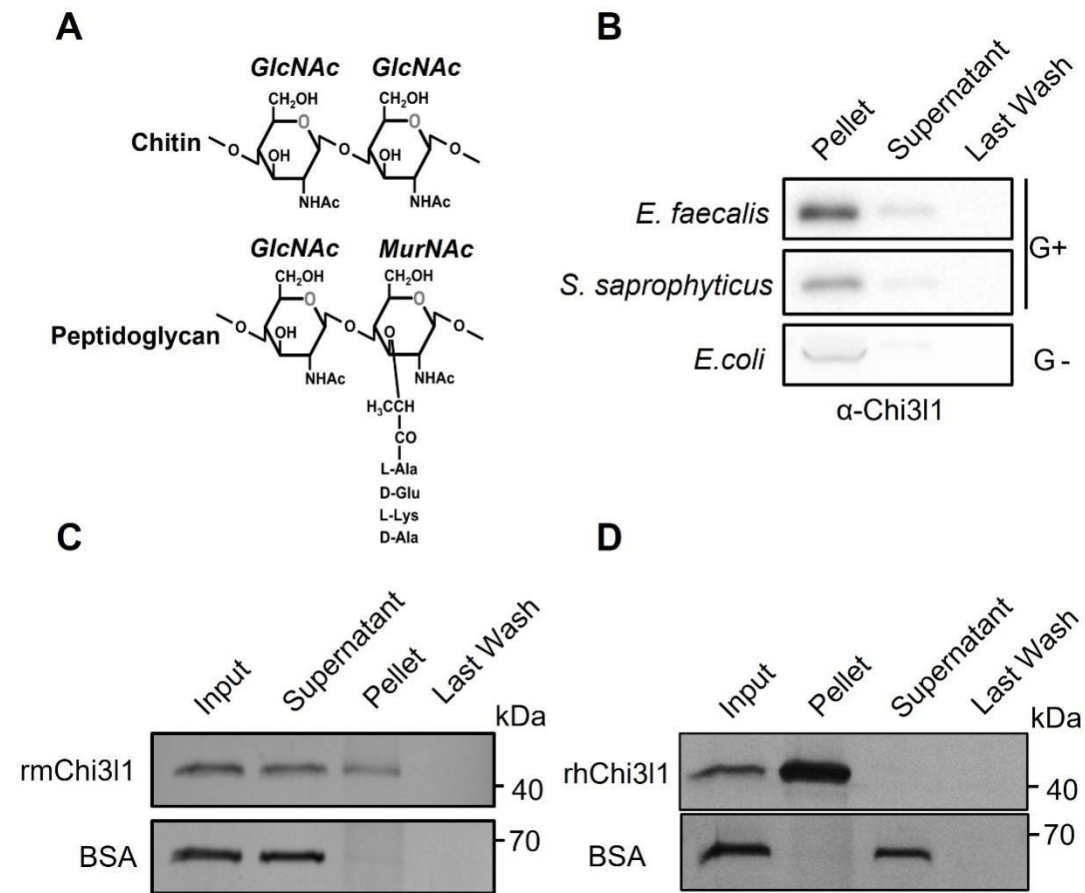 A
GlcNAc GlcNAc
CH₂OH CH₂OH
Chitin O O O O O
OH OH
NHAc NHAc
GlcNAc MurNAc
CH₂OH CH₂OH
Peptidoglycan O O O O O
OH O
NHAc NHAc
H₃CCH
CO
L-Ala
D-Glu
L-Lys
D-Ala
B
Pellet Supernatant Last Wash
E. faecalis
S. saprophyticus
G+
E.coli G -
α-Chi3l1
C
Input Supernatant Pellet Last Wash
kDa
rmChi3l1
40
70
BSA
D
Input Pellet Supernatant Last Wash
kDa
rhChi3l1
40
70
BSA